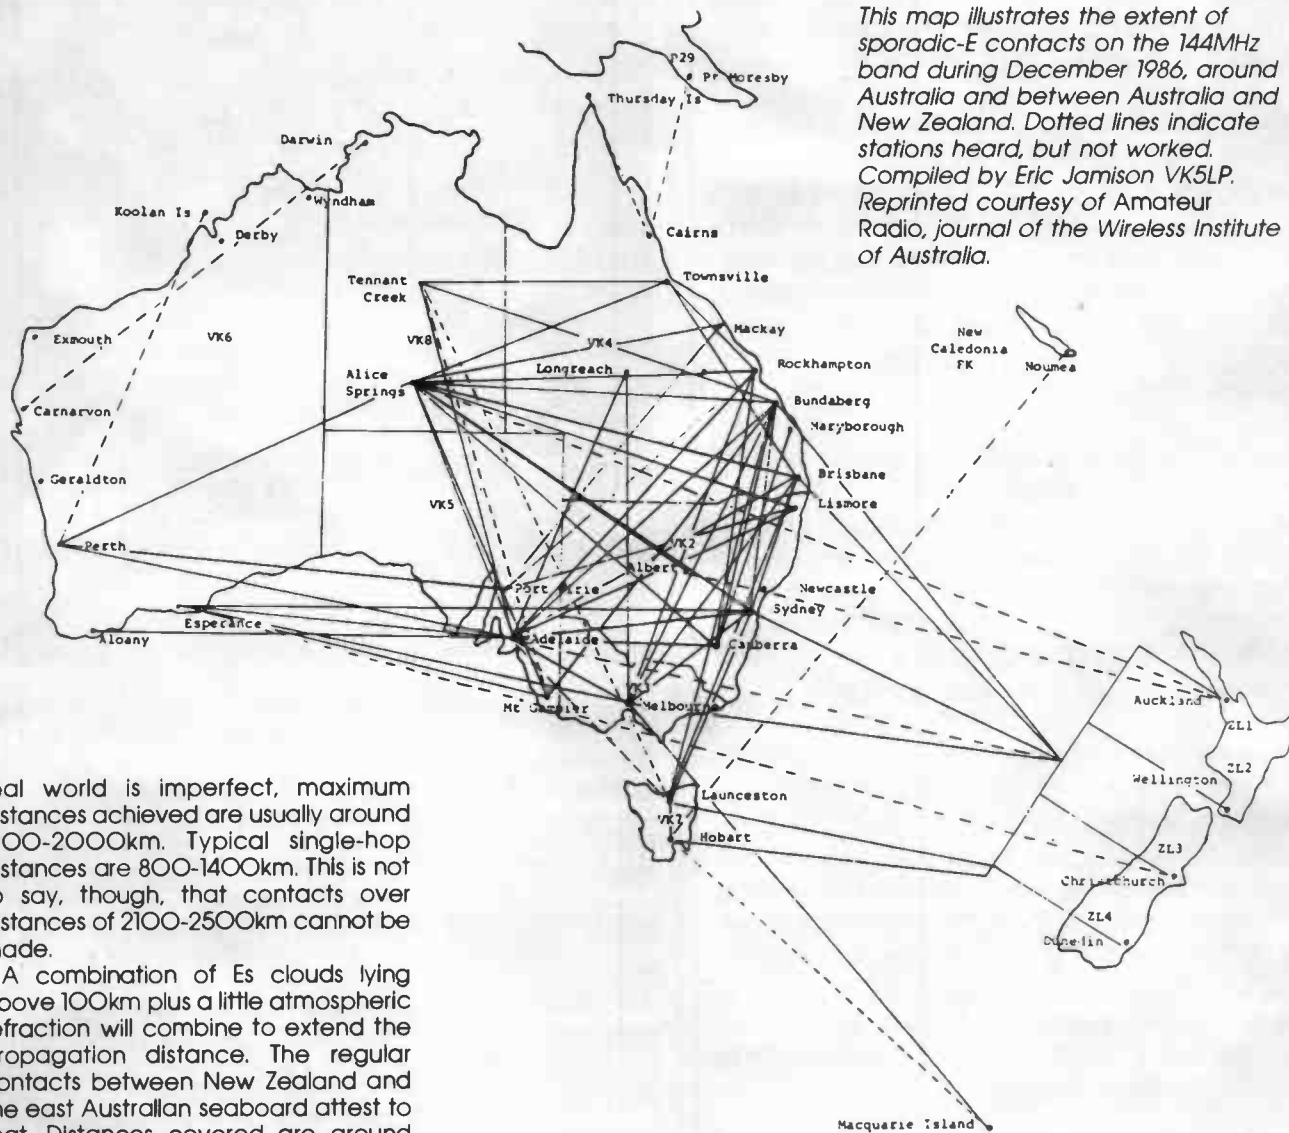 This map illustrates the extent of
sporadic-E contacts on the 144MHz
band during December 1986, around
Australia and between Australia and
New Zealand. Dotted lines indicate
stations heard, but not worked.
Compiled by Eric Jamison VK5LP.
Reprinted courtesy of Amateur
Radio, journal of the Wireless Institute
of Australia.
P29
Pt Moresby
Thursday Is
Darwin
Wyndham
Koolan Is
Derby
Cairns
Tennant
Creek
Townsville
Exmouth
VK6
VK8
VK4
Mackay
New
Caledonia
FK
Noumea
Alice
Springs
Longreach
Rockhampton
Carnarvon
Bundaberg
Maryborough
Geraldton
Brisbane
VK5
Lismore
Perth
VK2
Albert
Port Pirie
Newcastle
Esperance
Sydney
Albany
Adelaide
Canberra
Mt Gambier
Melbourne
Auckland
ZL1
ZL2
Wellington
Launceston
VK7
Hobart
ZL3
Christchurch
ZL4
Dunedin
Macquarie Island
eal world is imperfect, maximum
istances achieved are usually around
00-2000km. Typical single-hop
istances are 800-1400km. This is not
o say, though, that contacts over
istances of 2100-2500km cannot be
nade.
A combination of Es clouds lying
bove 100km plus a little atmospheric
efraction will combine to extend the
ropagation distance. The regular
ontacts between New Zealand and
ne east Australian seaboard attest to
hat. Distances covered are around